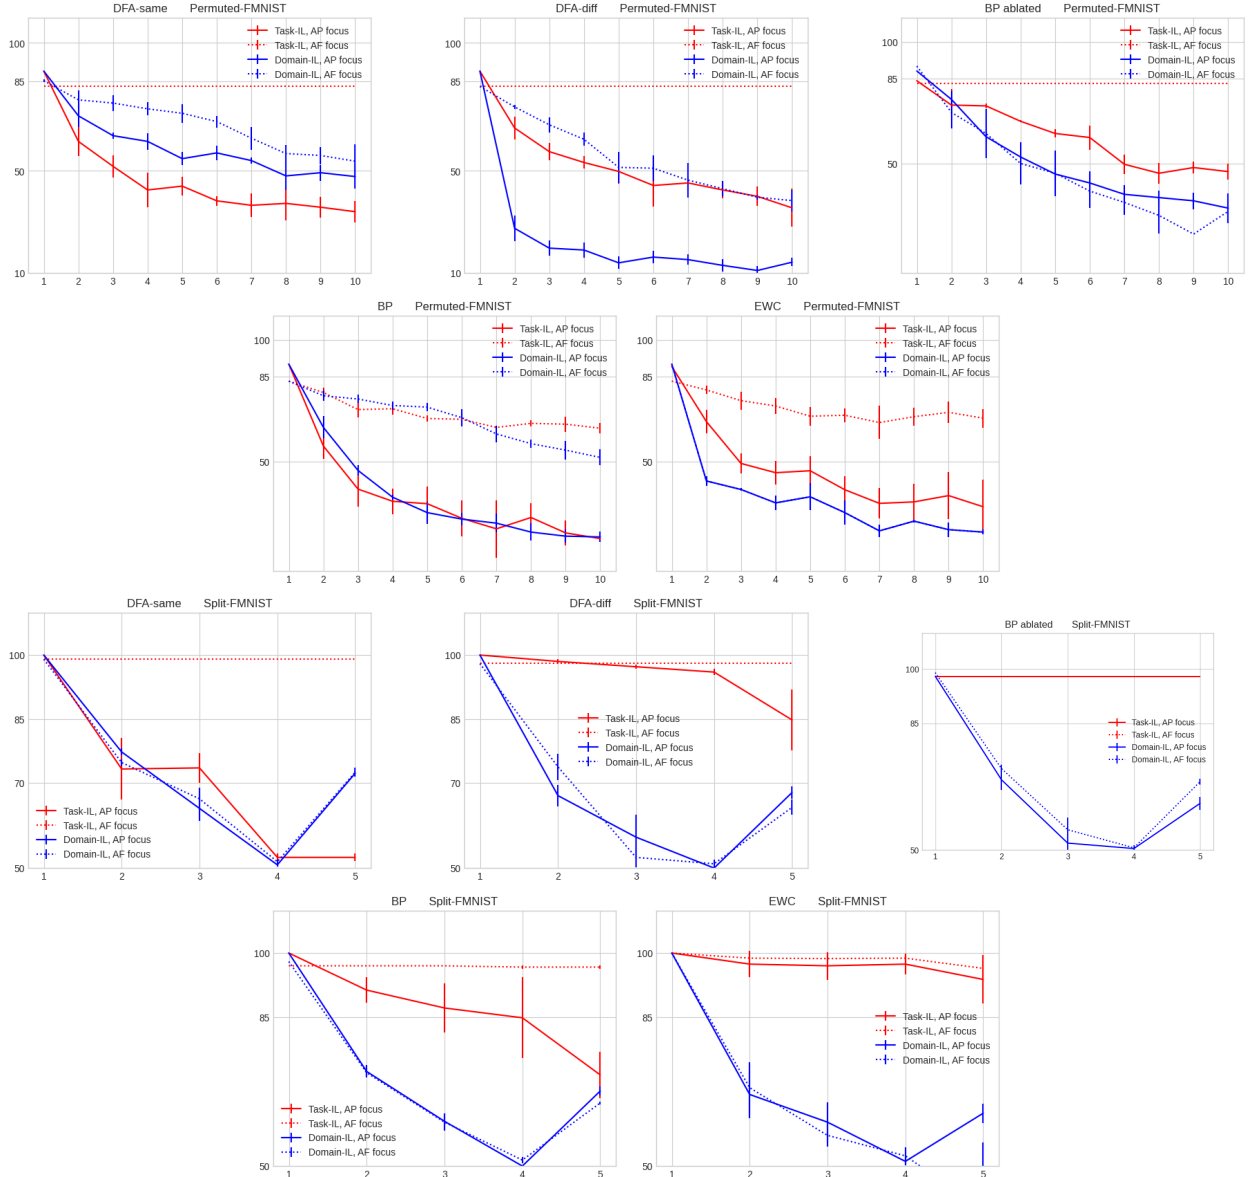 DFA-same Permuted-FMNIST
100
85
50
10
1 2 3 4 5 6 7 8 9 10
Task-IL, AP focus
Task-IL, AF focus
Domain-IL, AP focus
Domain-IL, AF focus
DFA-diff Permuted-FMNIST
100
85
50
10
1 2 3 4 5 6 7 8 9 10
Task-IL, AP focus
Task-IL, AF focus
Domain-IL, AP focus
Domain-IL, AF focus
BP ablated Permuted-FMNIST
100
85
50
1 2 3 4 5 6 7 8 9 10
Task-IL, AP focus
Task-IL, AF focus
Domain-IL, AP focus
Domain-IL, AF focus
BP Permuted-FMNIST
100
85
50
1 2 3 4 5 6 7 8 9 10
Task-IL, AP focus
Task-IL, AF focus
Domain-IL, AP focus
Domain-IL, AF focus
EWC Permuted-FMNIST
100
85
50
1 2 3 4 5 6 7 8 9 10
Task-IL, AP focus
Task-IL, AF focus
Domain-IL, AP focus
Domain-IL, AF focus
DFA-same Split-FMNIST
100
85
70
50
1 2 3 4 5
Task-IL, AP focus
Task-IL, AF focus
Domain-IL, AP focus
Domain-IL, AF focus
DFA-diff Split-FMNIST
100
85
70
50
1 2 3 4 5
Task-IL, AP focus
Task-IL, AF focus
Domain-IL, AP focus
Domain-IL, AF focus
BP ablated Split-FMNIST
100
85
50
1 2 3 4 5
Task-IL, AP focus
Task-IL, AF focus
Domain-IL, AP focus
Domain-IL, AF focus
BP Split-FMNIST
100
85
50
1 2 3 4 5
Task-IL, AP focus
Task-IL, AF focus
Domain-IL, AP focus
Domain-IL, AF focus
EWC Split-FMNIST
100
85
50
1 2 3 4 5
Task-IL, AP focus
Task-IL, AF focus
Domain-IL, AP focus
Domain-IL, AF focus